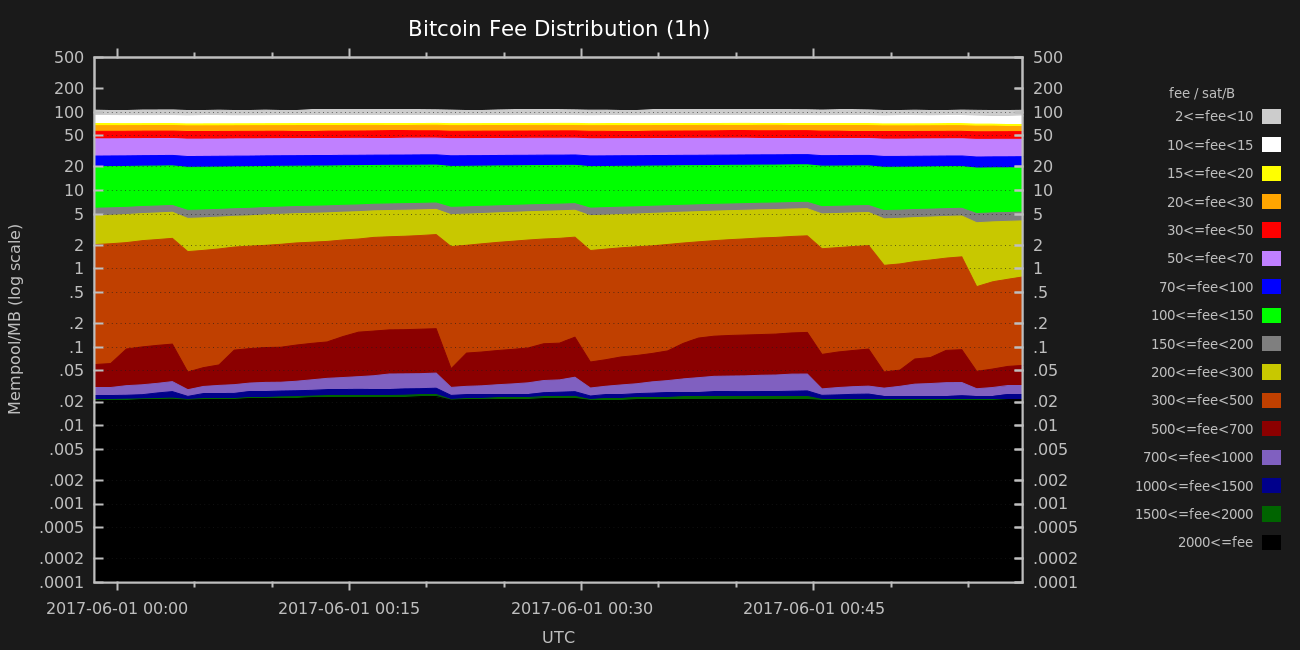 Bitcoin Fee Distribution (1h)
Mempool/MB (log scale)
500
200
100
50
20
10
5
2
1
.5
.2
.1
.05
.02
.01
.005
.002
.001
.0005
.0002
.0001
500
200
100
50
20
10
5
2
1
.5
.2
.1
.05
.02
.01
.005
.002
.001
.0005
.0002
.0001
2017-06-01 00:00
2017-06-01 00:15
2017-06-01 00:30
2017-06-01 00:45
UTC
fee / sat/B
2<=fee<10
10<=fee<15
15<=fee<20
20<=fee<30
30<=fee<50
50<=fee<70
70<=fee<100
100<=fee<150
150<=fee<200
200<=fee<300
300<=fee<500
500<=fee<700
700<=fee<1000
1000<=fee<1500
1500<=fee<2000
2000<=fee